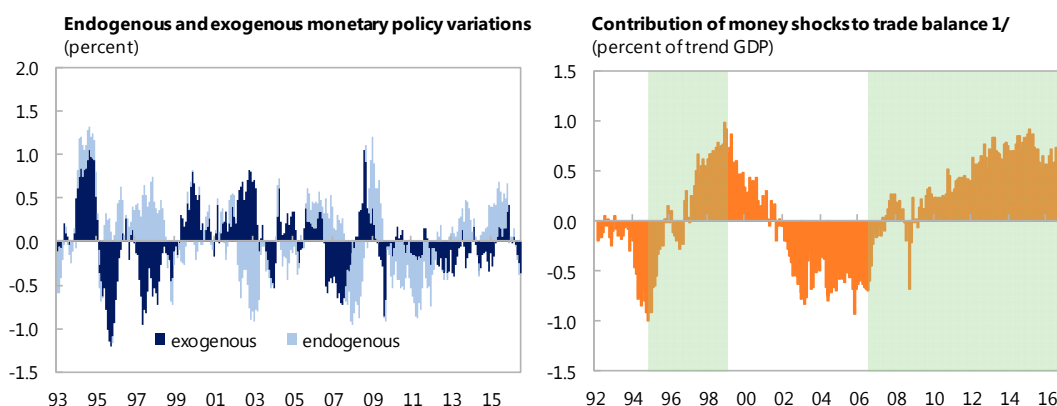 Endogenous and exogenous monetary policy variations
(percent)
2.0
1.5
1.0
0.5
0.0
-0.5
-1.0
-1.5
exogenous endogenous
93 95 97 99 01 03 05 07 09 11 13 15
Contribution of money shocks to trade balance 1/
(percent of trend GDP)
1.5
1.0
0.5
0.0
-0.5
-1.0
-1.5
92 94 96 98 00 02 04 06 08 10 12 14 16